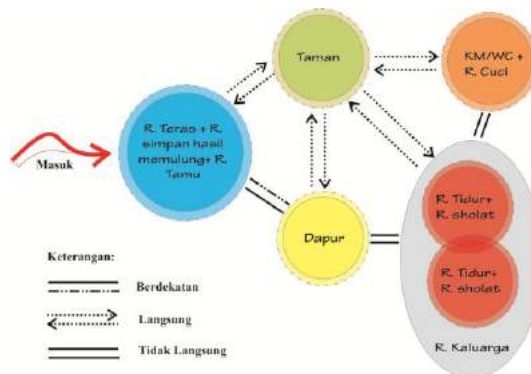 Taman
KM/WC +
R. Cuci
R. Teras + R.
simpan hasil
memulung+ R.
Tamu
Masuk
R. Tidur+
R. sholat
Dapur
R. Tidur+
R. sholat
R. Kaluarga
Keterangan:
Berdekatan
Langsung
Tidak Langsung